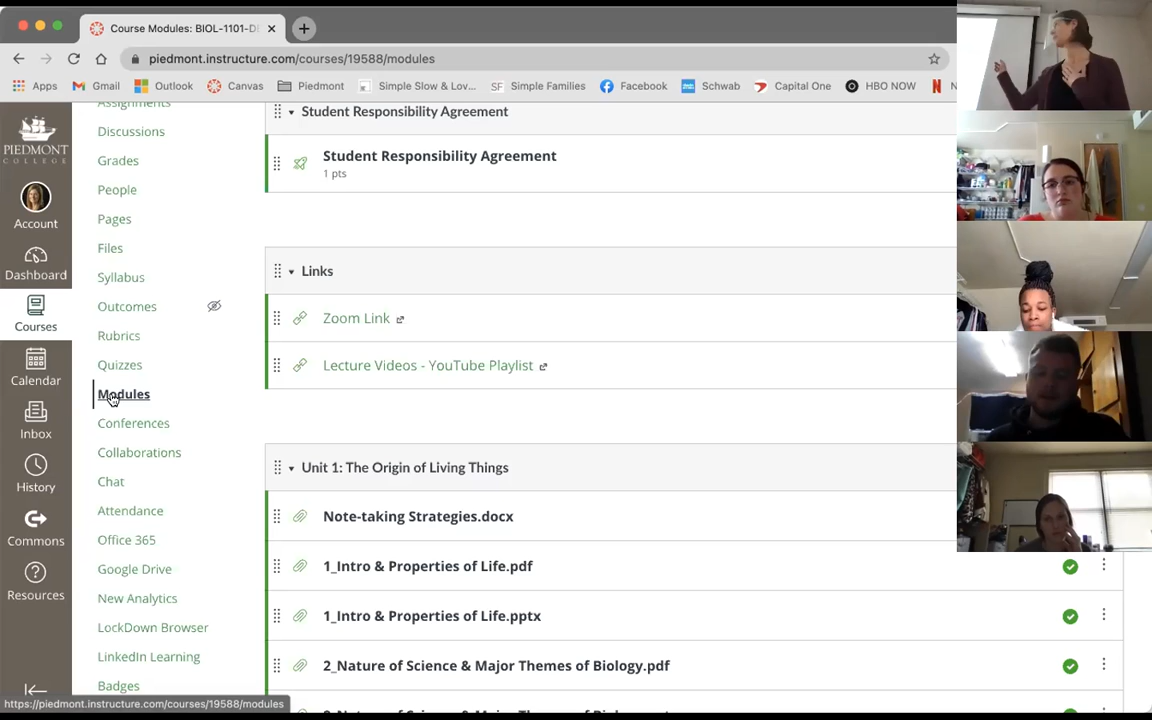 Course Modules: BIOL-1101-D
piedmont.instructure.com/courses/19588/modules
Apps
Gmail
Outlook
Canvas
Piedmont
Simple Slow & Lov...
Simple Families
Facebook
Schwab
Capital One
HBO NOW
N
PIEDMONT
COLLEGE
Account
Dashboard
Courses
Calendar
Inbox
History
Commons
Resources
Assignments
Discussions
Grades
People
Pages
Files
Syllabus
Outcomes
Rubrics
Quizzes
Modules
Conferences
Collaborations
Chat
Attendance
Office 365
Google Drive
New Analytics
LockDown Browser
LinkedIn Learning
Badges
Student Responsibility Agreement
Student Responsibility Agreement
1 pts
Links
Zoom Link
Lecture Videos - YouTube Playlist
Unit 1: The Origin of Living Things
Note-taking Strategies.docx
1_Intro & Properties of Life.pdf
1_Intro & Properties of Life.pptx
2_Nature of Science & Major Themes of Biology.pdf
https://piedmont.instructure.com/courses/19588/modules